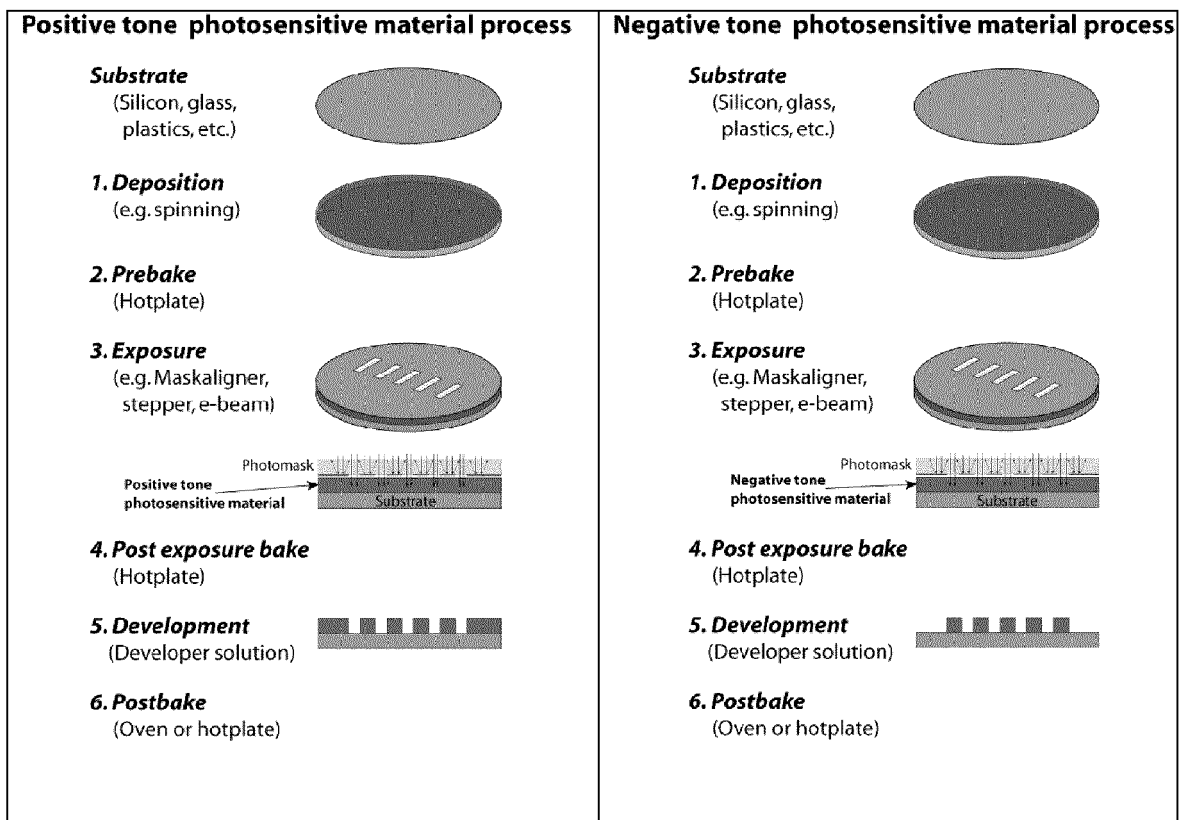 Positive tone photosensitive material process
Substrate
(Silicon, glass,
plastics, etc.)
1. Deposition
(e.g. spinning)
2. Prebake
(Hotplate)
3. Exposure
(e.g. Maskaligner,
stepper, e-beam)
Photomask
Positive tone
photosensitive material
Substrate
4. Post exposure bake
(Hotplate)
5. Development
(Developer solution)
6. Postbake
(Oven or hotplate)
Negative tone photosensitive material process
Substrate
(Silicon, glass,
plastics, etc.)
1. Deposition
(e.g. spinning)
2. Prebake
(Hotplate)
3. Exposure
(e.g. Maskaligner,
stepper, e-beam)
Photomask
Negative tone
photosensitive material
Substrate
4. Post exposure bake
(Hotplate)
5. Development
(Developer solution)
6. Postbake
(Oven or hotplate)